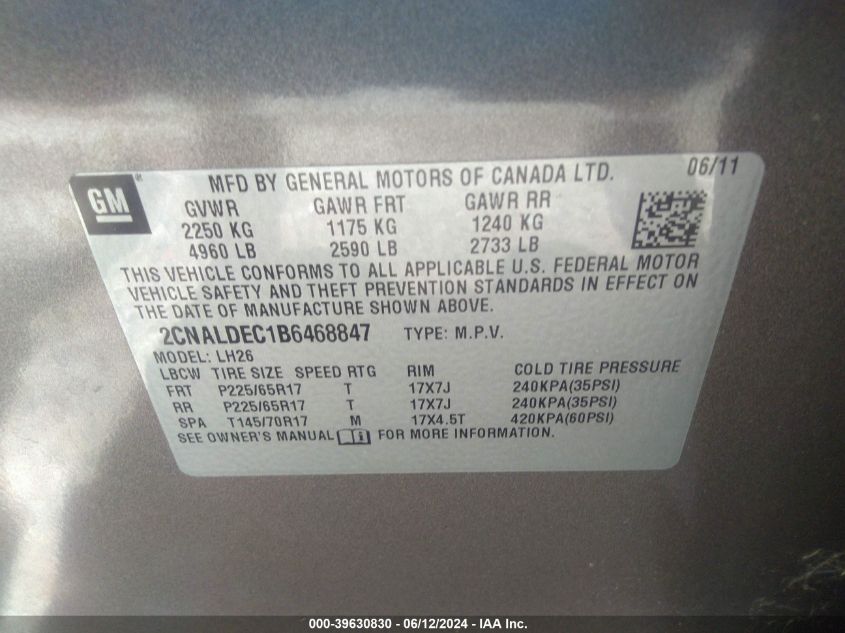 GM MFD BY GENERAL MOTORS OF CANADA LTD. 06/11
GVWR GAWR FRT GAWR RR
2250 KG 1175 KG 1240 KG
4960 LB 2590 LB 2733 LB
THIS VEHICLE CONFORMS TO ALL APPLICABLE U.S. FEDERAL MOTOR
VEHICLE SAFETY AND THEFT PREVENTION STANDARDS IN EFFECT ON
THE DATE OF MANUFACTURE SHOWN ABOVE.
2CNALDEC1B6468847 TYPE: M.P.V.
MODEL: LH26
LBCW TIRE SIZE SPEED RTG RIM COLD TIRE PRESSURE
FRT P225/65R17 T 17X7J 240KPA(35PSI)
RR P225/65R17 T 17X7J 240KPA(35PSI)
SPA T145/70R17 M 17X4.5T 420KPA(60PSI)
SEE OWNER'S MANUAL FOR MORE INFORMATION.
000-39630830 - 06/12/2024 - IAA Inc.